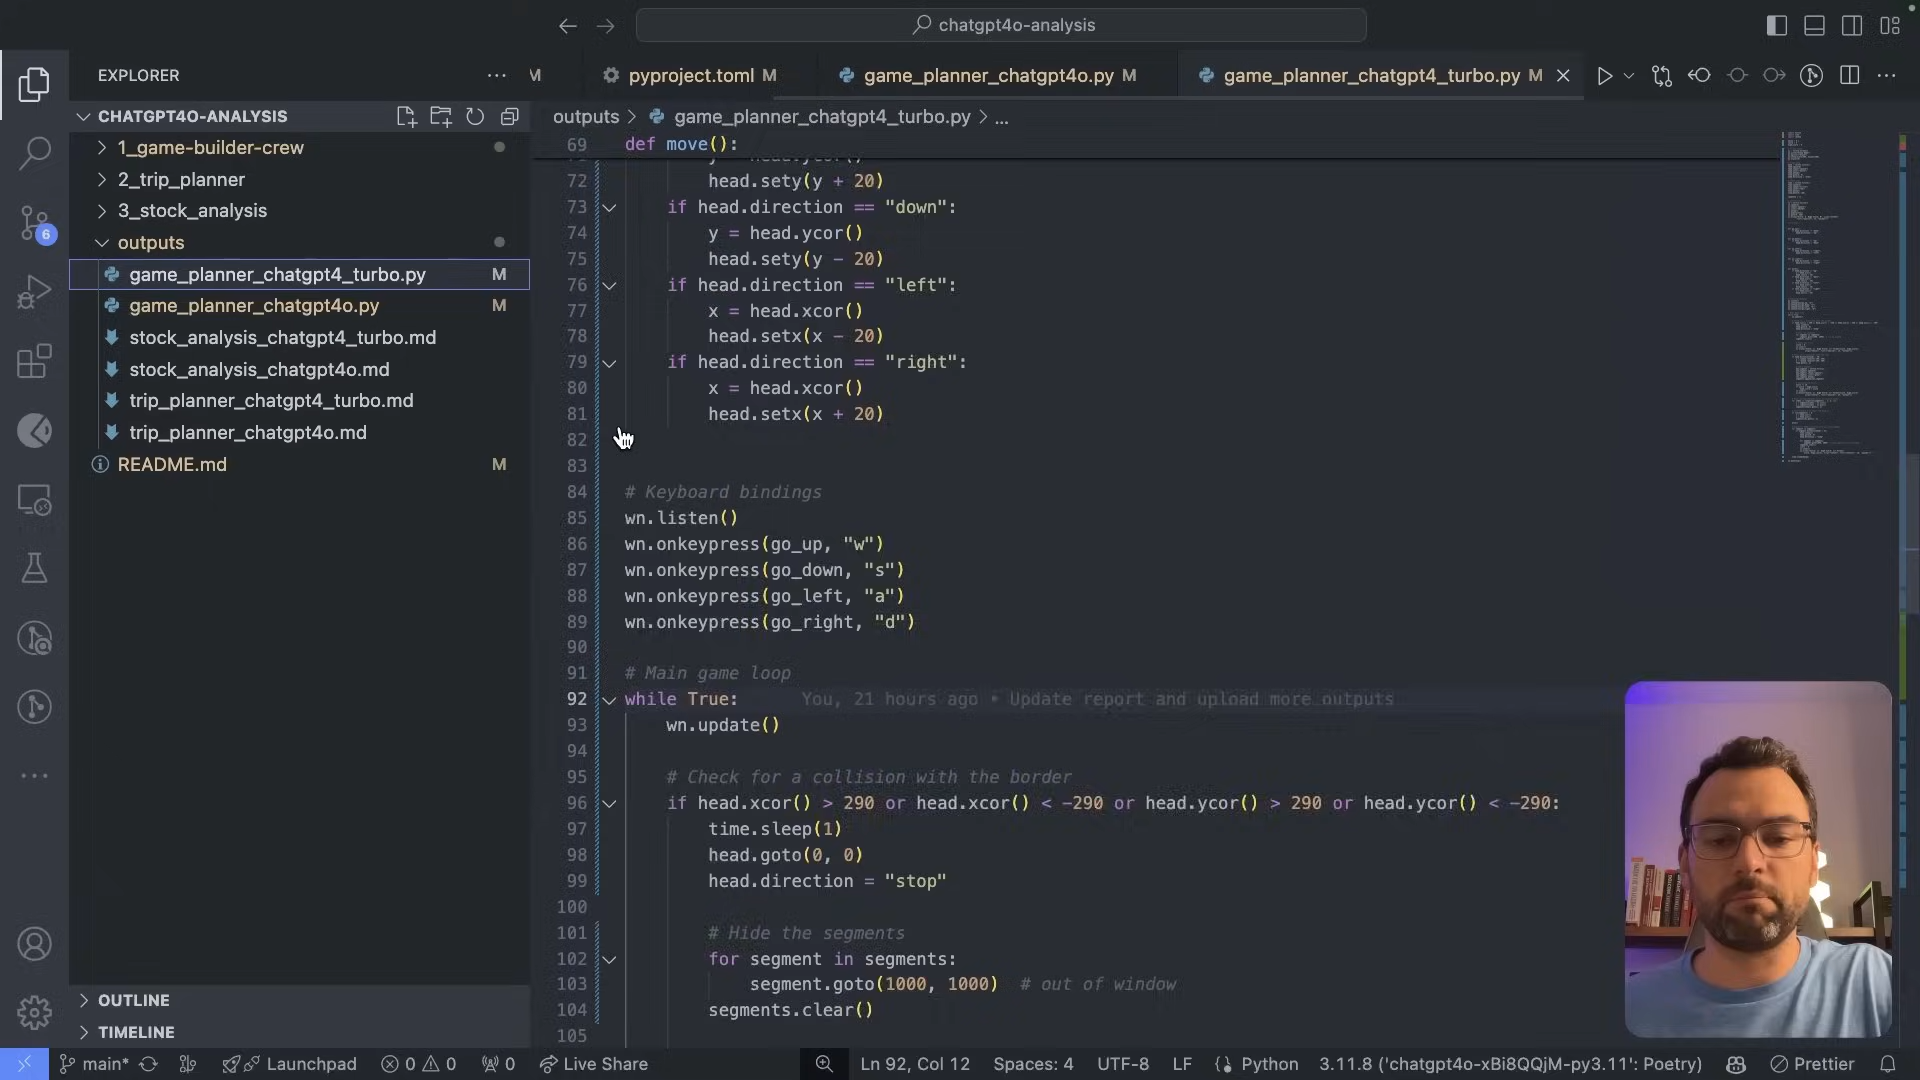 chatgpt4o-analysis
EXPLORER
M
pyproject.toml M
game_planner_chatgpt4o.py M
game_planner_chatgpt4_turbo.py M
CHATGPT4O-ANALYSIS
1_game-builder-crew
2_trip_planner
3_stock_analysis
outputs
game_planner_chatgpt4_turbo.py M
game_planner_chatgpt4o.py M
stock_analysis_chatgpt4_turbo.md
stock_analysis_chatgpt4o.md
trip_planner_chatgpt4_turbo.md
trip_planner_chatgpt4o.md
README.md M
6
OUTLINE
TIMELINE
outputs > game_planner_chatgpt4_turbo.py > ...
69 def move():
72 head.sety(y + 20)
73 if head.direction == "down":
74 y = head.ycor()
75 head.sety(y - 20)
76 if head.direction == "left":
77 x = head.xcor()
78 head.setx(x - 20)
79 if head.direction == "right":
80 x = head.xcor()
81 head.setx(x + 20)
82
83
84 # Keyboard bindings
85 wn.listen()
86 wn.onkeypress(go_up, "w")
87 wn.onkeypress(go_down, "s")
88 wn.onkeypress(go_left, "a")
89 wn.onkeypress(go_right, "d")
90
91 # Main game loop
92 while True: You, 21 hours ago • Update report and upload more outputs
93 wn.update()
94
95 # Check for a collision with the border
96 if head.xcor() > 290 or head.xcor() < -290 or head.ycor() > 290 or head.ycor() < -290:
97 time.sleep(1)
98 head.goto(0, 0)
99 head.direction = "stop"
100
101 # Hide the segments
102 for segment in segments:
103 segment.goto(1000, 1000) # out of window
104 segments.clear()
105
main* Launchpad 0 0 0 Live Share Ln 92, Col 12 Spaces: 4 UTF-8 LF Python 3.11.8 ('chatgpt4o-xBi8QQjM-py3.11': Poetry) Prettier